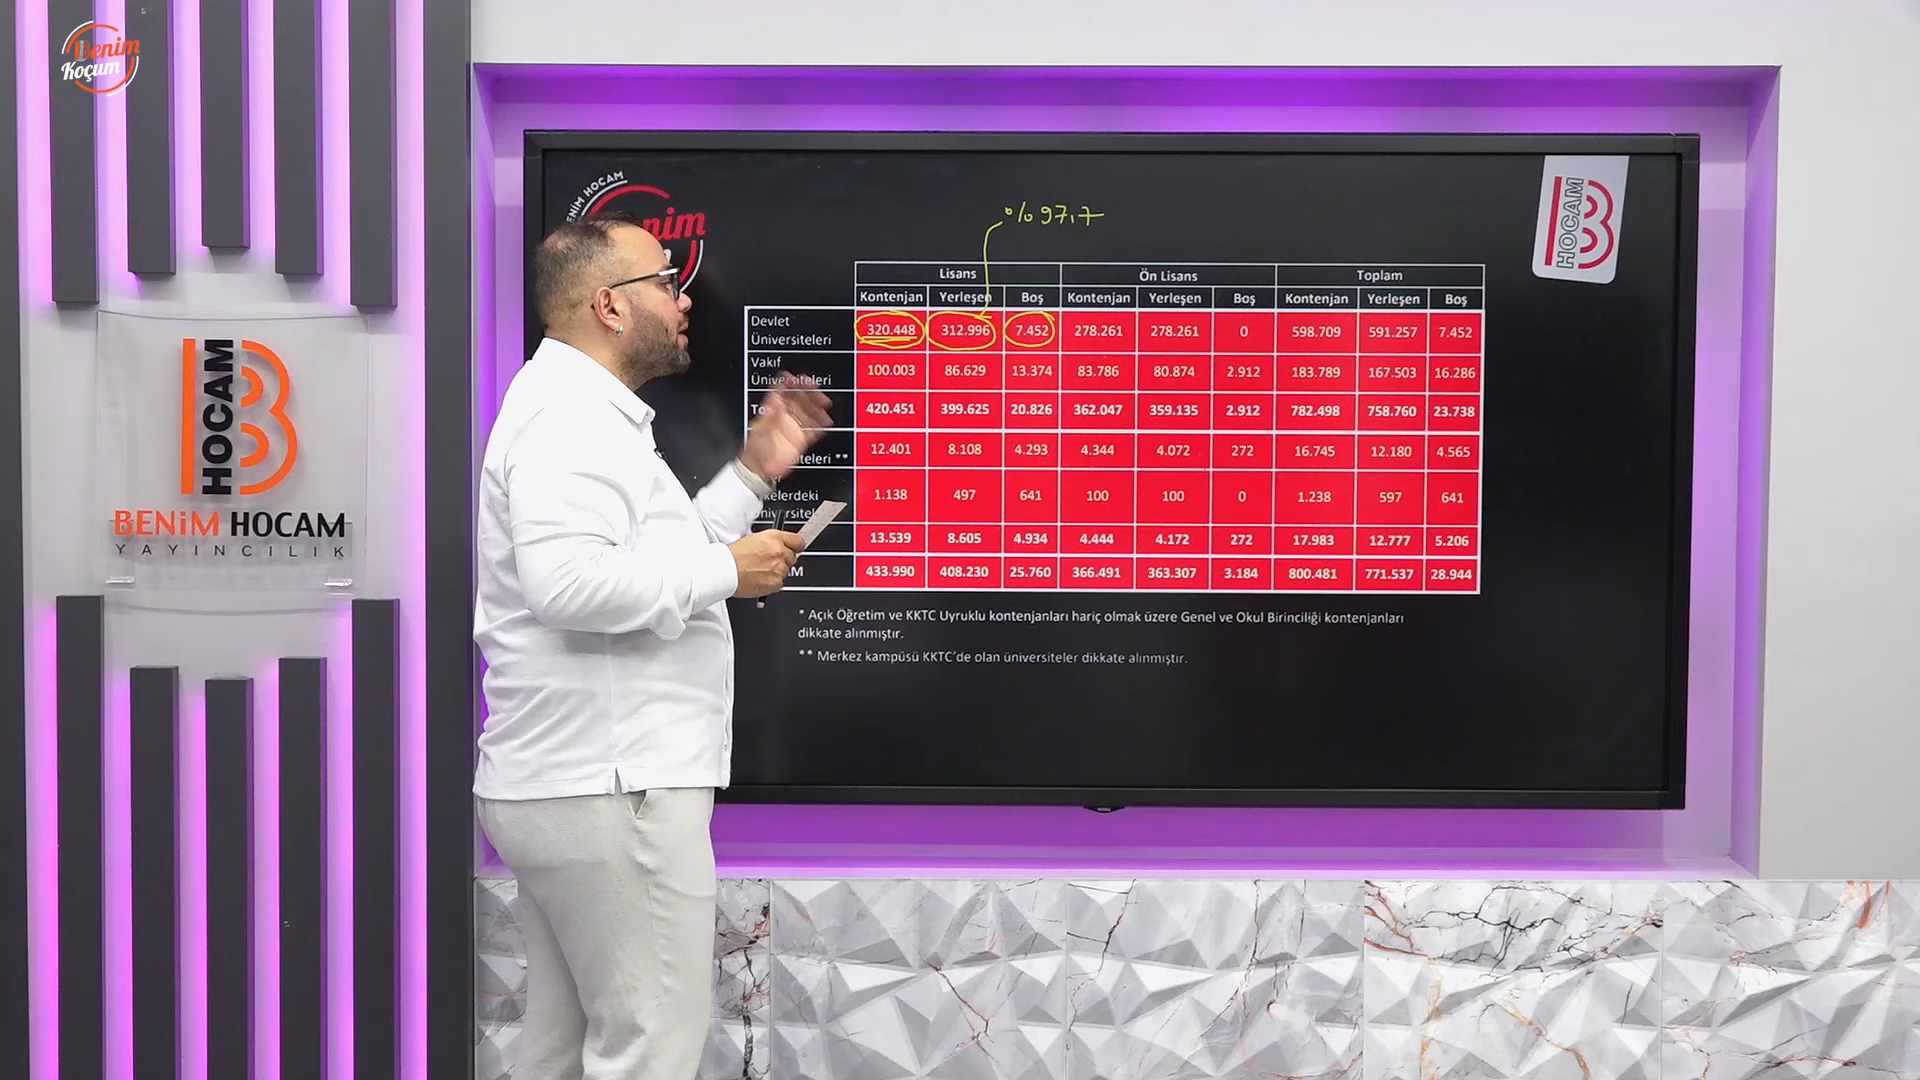 Benim
Koçum
HOCAM
BENiM HOCAM
YAYINCILIK
BENİM HOCAM
HOCAM
%97,7
Lisans Ön Lisans Toplam
Kontenjan Yerleşen Boş Kontenjan Yerleşen Boş Kontenjan Yerleşen Boş
Devlet
Üniversiteleri 320.448 312.996 7.452 278.261 278.261 0 598.709 591.257 7.452
Vakıf
Üniversiteleri 100.003 86.629 13.374 83.786 80.874 2.912 183.789 167.503 16.286
420.451 399.625 20.826 362.047 359.135 2.912 782.498 758.760 23.738
** 12.401 8.108 4.293 4.344 4.072 272 16.745 12.180 4.565
1.138 497 641 100 100 0 1.238 597 641
13.539 8.605 4.934 4.444 4.172 272 17.983 12.777 5.206
433.990 408.230 25.760 366.491 363.307 3.184 800.481 771.537 28.944
* Açık Öğretim ve KKTC Uyruklu kontenjanları hariç olmak üzere Genel ve Okul Birinciliği kontenjanları
dikkate alınmıştır.
** Merkez kampüsü KKTC'de olan üniversiteler dikkate alınmıştır.